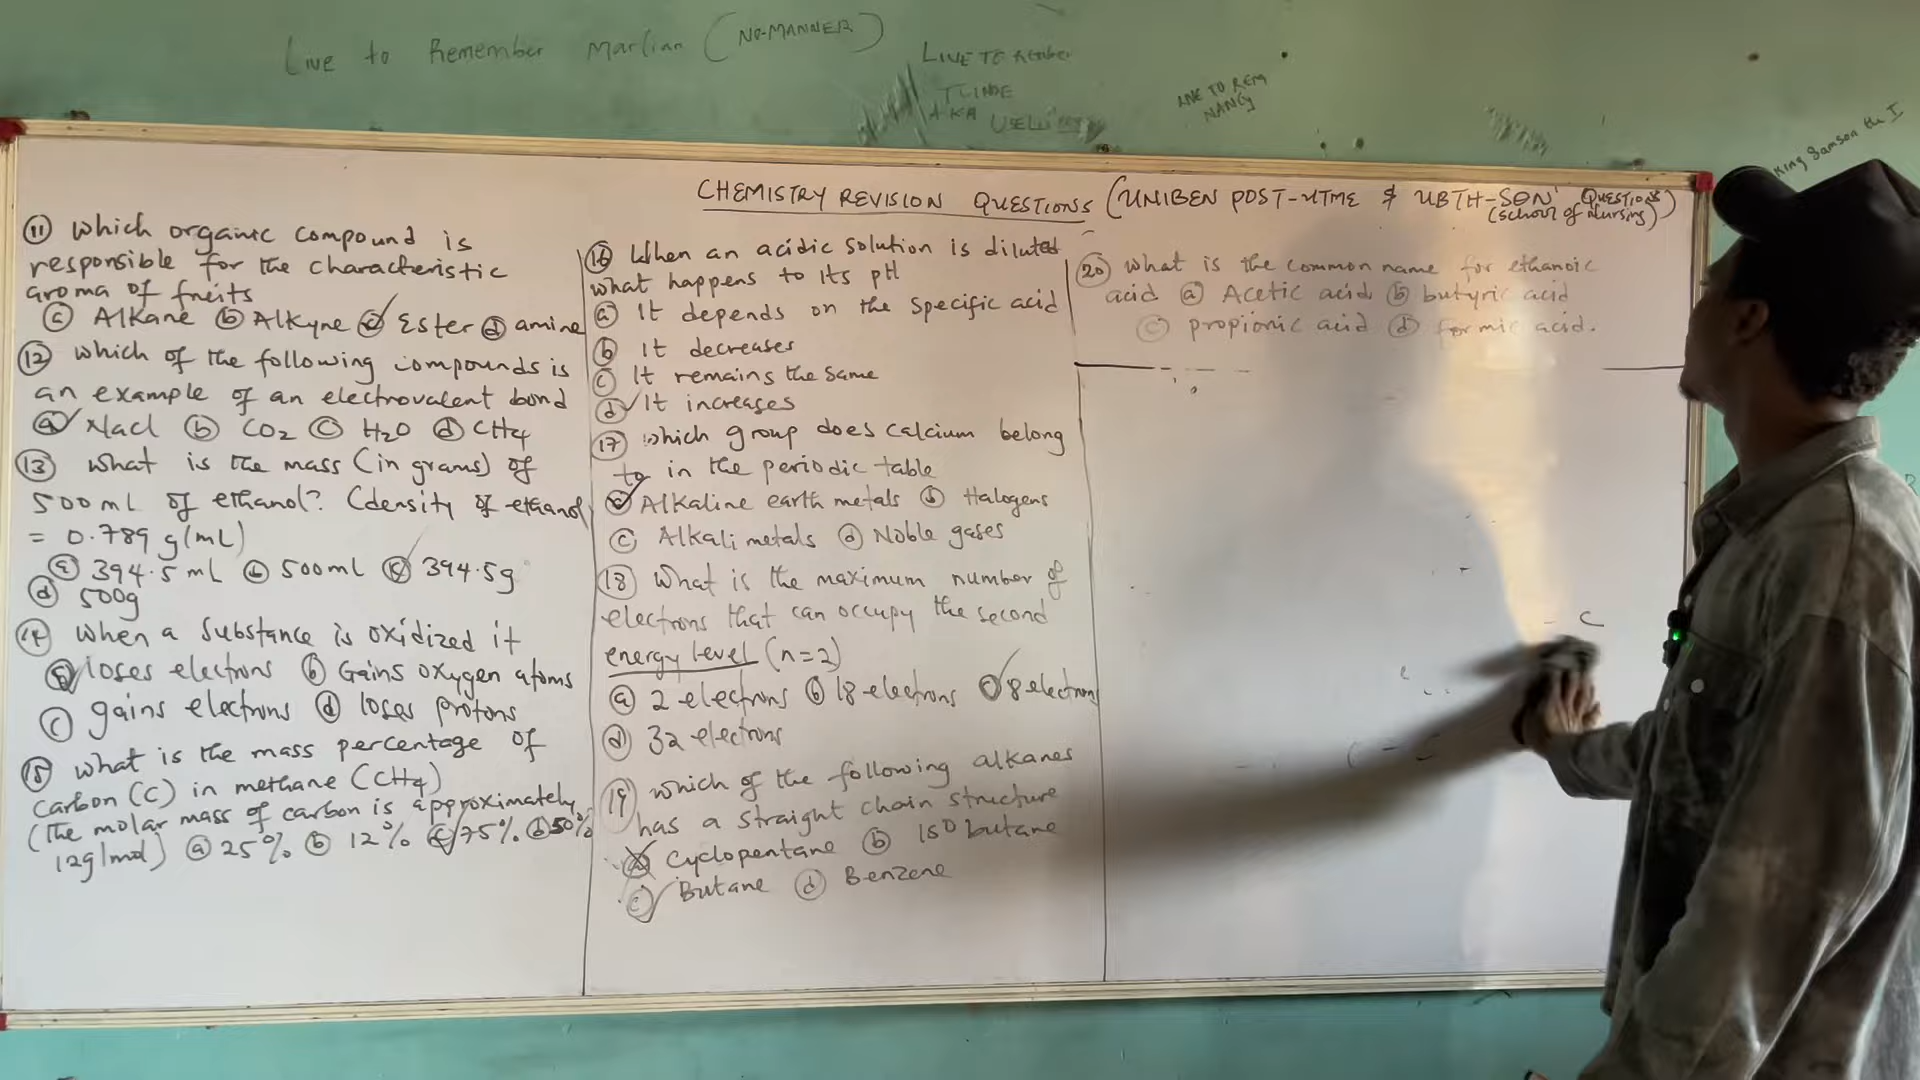 Live to Remember Marlian (NO-MANNER)
LIVE TO
AKA
LIVE TO REM
NANCY
King Samson the I
CHEMISTRY REVISION QUESTIONS (UNIBEN POST-UTME & UBTH-SON QUESTIONS)
(School of Nursing)
11 Which organic compound is
responsible for the characteristic
aroma of fruits
a Alkane b Alkyne c Ester d amine
12 which of the following compounds is
an example of an electrovalent bond
a Nacl b CO2 c H2O d CH4
13 what is the mass (in grams) of
500mL of ethanol? (density of ethanol
= 0.789 g/mL)
a 394.5 mL b 500ml c 394.5g
d 500g
14 when a substance is oxidized it
a loses electrons b Gains oxygen atoms
c gains electrons d loses protons
15 what is the mass percentage of
carbon (C) in methane (CH4)
(The molar mass of carbon is approximately
12g/mol) a 25% b 12% c 75% d 50%
16 When an acidic solution is diluted
what happens to its pH
a It depends on the specific acid
b It decreases
c It remains the same
d It increases
17 which group does calcium belong
to in the periodic table
a Alkaline earth metals b Halogens
c Alkali metals d Noble gases
18 What is the maximum number of
electrons that can occupy the second
energy level (n=2)
a 2 electrons b 18 electrons c 8 electrons
d 32 electrons
19 which of the following alkanes
has a straight chain structure
a Cyclopentane b Iso butane
c Butane d Benzene
20 what is the common name for ethanoic
acid a Acetic acid b butyric acid
c propionic acid d formic acid.
C